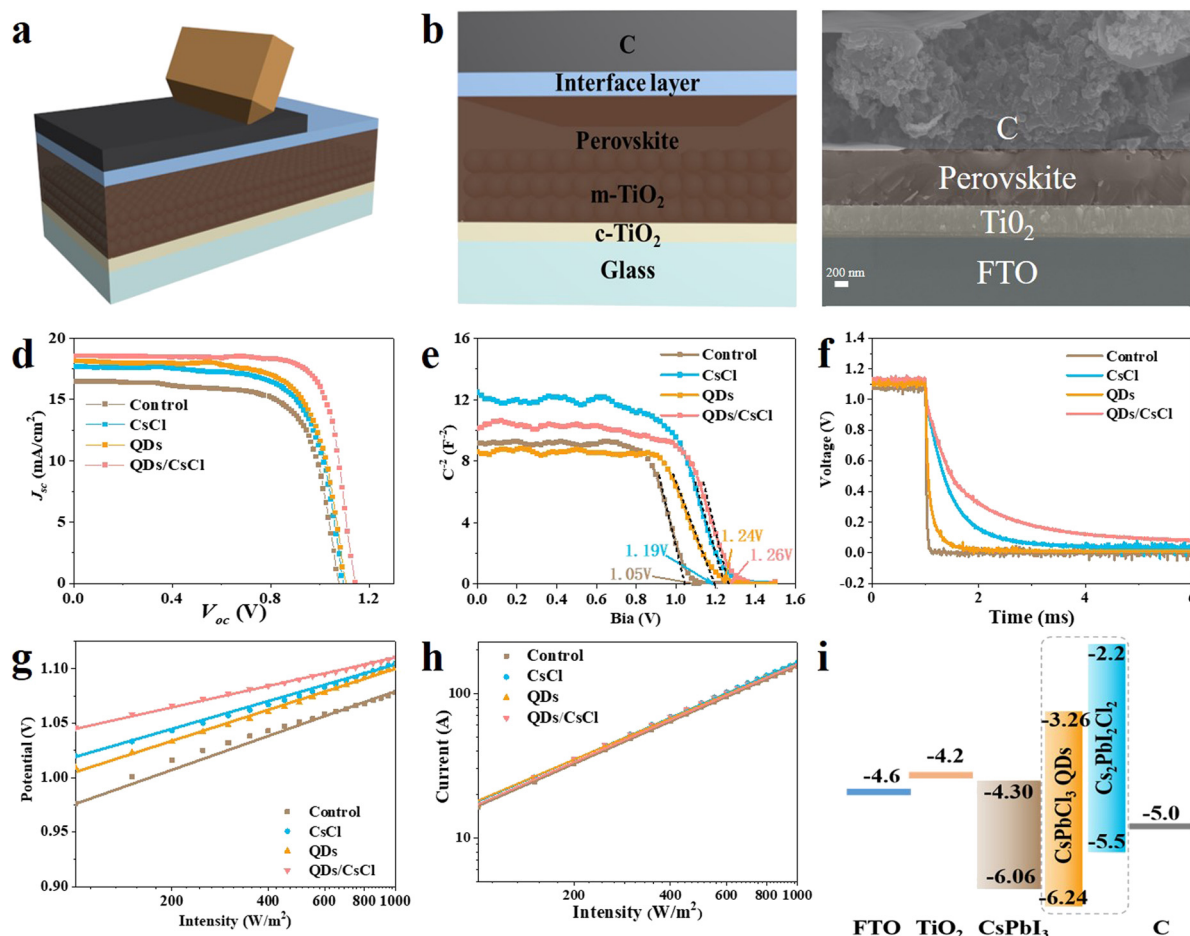 a
b
C
Interface layer
Perovskite
m-TiO₂
c-TiO₂
Glass
C
Perovskite
Ti0₂
FTO
200 nm
d
20
15
10
5
0
0.0
0.4
0.8
1.2
J_sc (mA/cm²)
V_oc (V)
Control
CsCl
QDs
QDs/CsCl
e
16
12
8
4
0
0.0 0.2 0.4 0.6 0.8 1.0 1.2 1.4 1.6
C⁻² (F⁻²)
Bia (V)
Control
CsCl
QDs
QDs/CsCl
1.24V
1.19V
1.26V
1.05V
f
1.2
1.0
0.8
0.6
0.4
0.2
0.0
-0.2
0 2 4 6
Voltage (V)
Time (ms)
Control
CsCl
QDs
QDs/CsCl
g
1.10
1.05
1.00
0.95
0.90
200 400 600 800 1000
Potential (V)
Intensity (W/m²)
Control
CsCl
QDs
QDs/CsCl
h
100
10
200 400 600 800 1000
Current (A)
Intensity (W/m²)
Control
CsCl
QDs
QDs/CsCl
i
-2.2
-3.26
-4.2
-4.6
-4.30
-5.0
-5.5
-6.06
-6.24
CsPbCl₃ QDs
Cs₂PbI₂Cl₂
FTO TiO₂ CsPbI₃ C